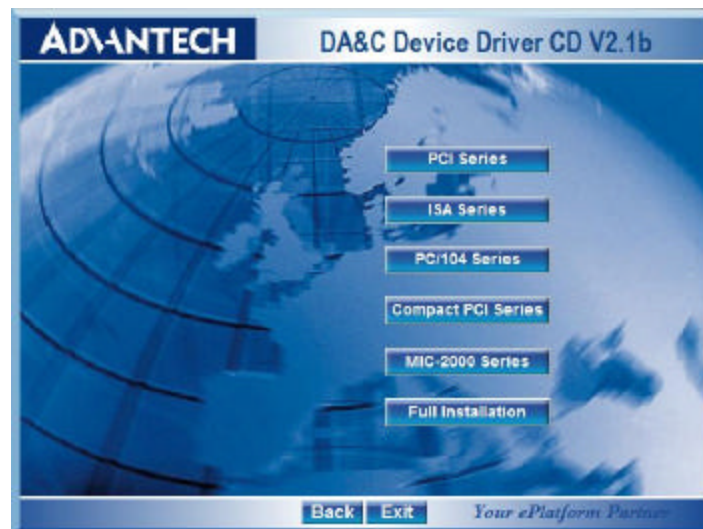 ADVANTECH
DA&C Device Driver CD V2.1b
PCI Series
ISA Series
PC/104 Series
Compact PCI Series
MIC-2000 Series
Full Installation
Back Exit Your ePlatform Partner